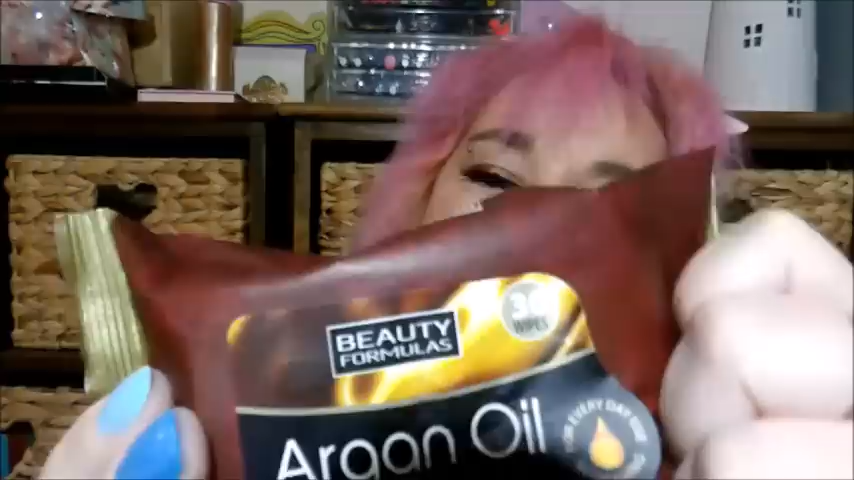 30
WIPES
BEAUTY
FORMULAS
Argan Oil
FOR EVERY DAY USE